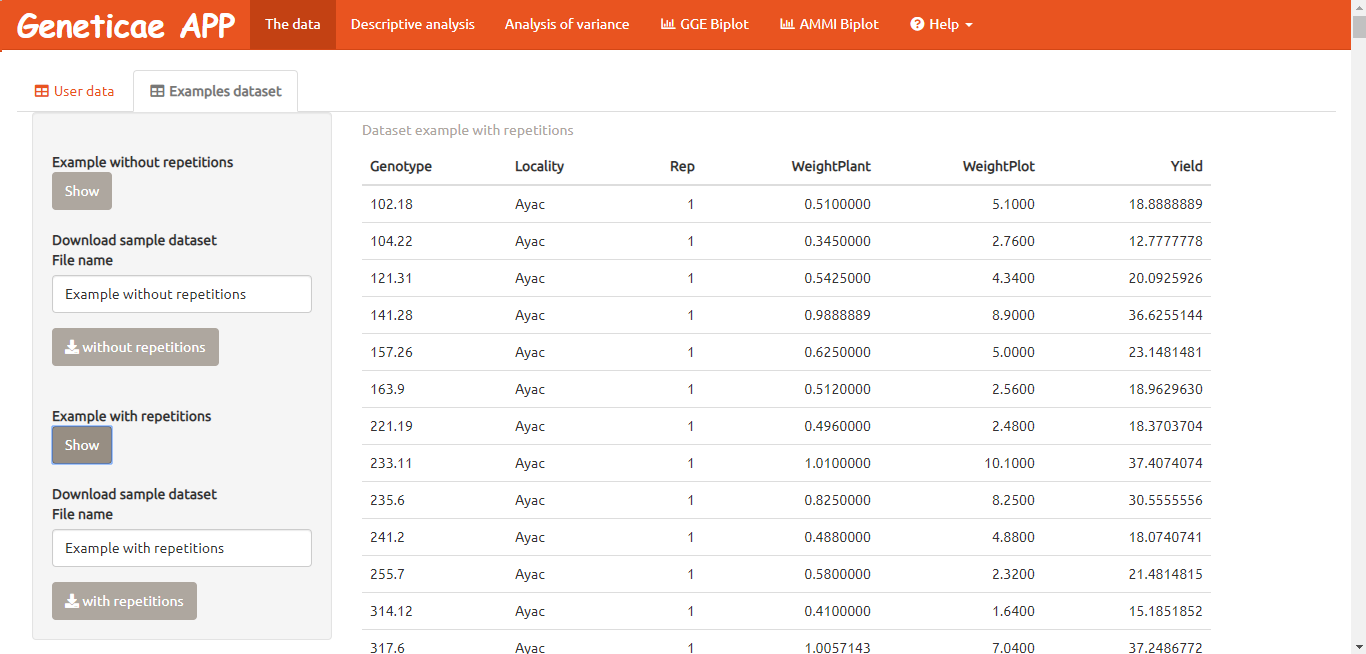 Geneticae APP The data Descriptive analysis Analysis of variance GGE Biplot AMMI Biplot Help
User data Examples dataset
Example without repetitions
Show
Download sample dataset
File name
Example without repetitions
without repetitions
Example with repetitions
Show
Download sample dataset
File name
Example with repetitions
with repetitions
Dataset example with repetitions
Genotype Locality Rep WeightPlant WeightPlot Yield
102.18 Ayac 1 0.5100000 5.1000 18.8888889
104.22 Ayac 1 0.3450000 2.7600 12.7777778
121.31 Ayac 1 0.5425000 4.3400 20.0925926
141.28 Ayac 1 0.9888889 8.9000 36.6255144
157.26 Ayac 1 0.6250000 5.0000 23.1481481
163.9 Ayac 1 0.5120000 2.5600 18.9629630
221.19 Ayac 1 0.4960000 2.4800 18.3703704
233.11 Ayac 1 1.0100000 10.1000 37.4074074
235.6 Ayac 1 0.8250000 8.2500 30.5555556
241.2 Ayac 1 0.4880000 4.8800 18.0740741
255.7 Ayac 1 0.5800000 2.3200 21.4814815
314.12 Ayac 1 0.4100000 1.6400 15.1851852
317.6 Ayac 1 1.0057143 7.0400 37.2486772